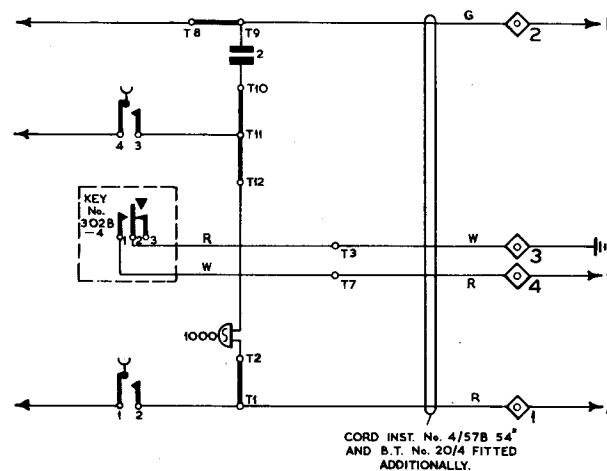 T8 T9 G 2
2
T10
4 3 T11
T12
KEY
No.
302B
-4
1 2 3
R T3 W 3
W T7 R 4
1000 S
T2
1 2 T1 R 1
CORD INST. No. 4/57B 54"
AND B.T. No. 20/4 FITTED
ADDITIONALLY.